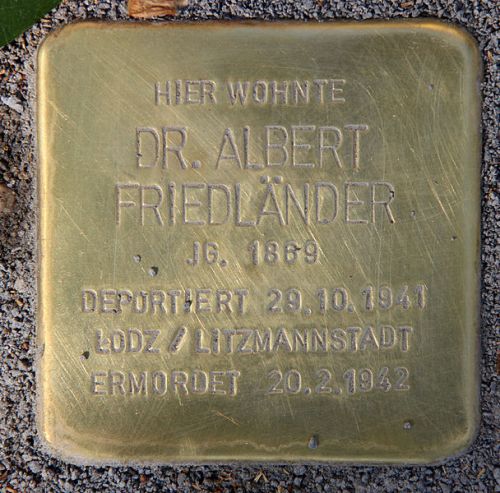 HIER WOHNTE
DR. ALBERT
FRIEDLÄNDER
JG. 1869
DEPORTIERT 29.10.1941
ŁODZ / LITZMANNSTADT
ERMORDET 20.2.1942